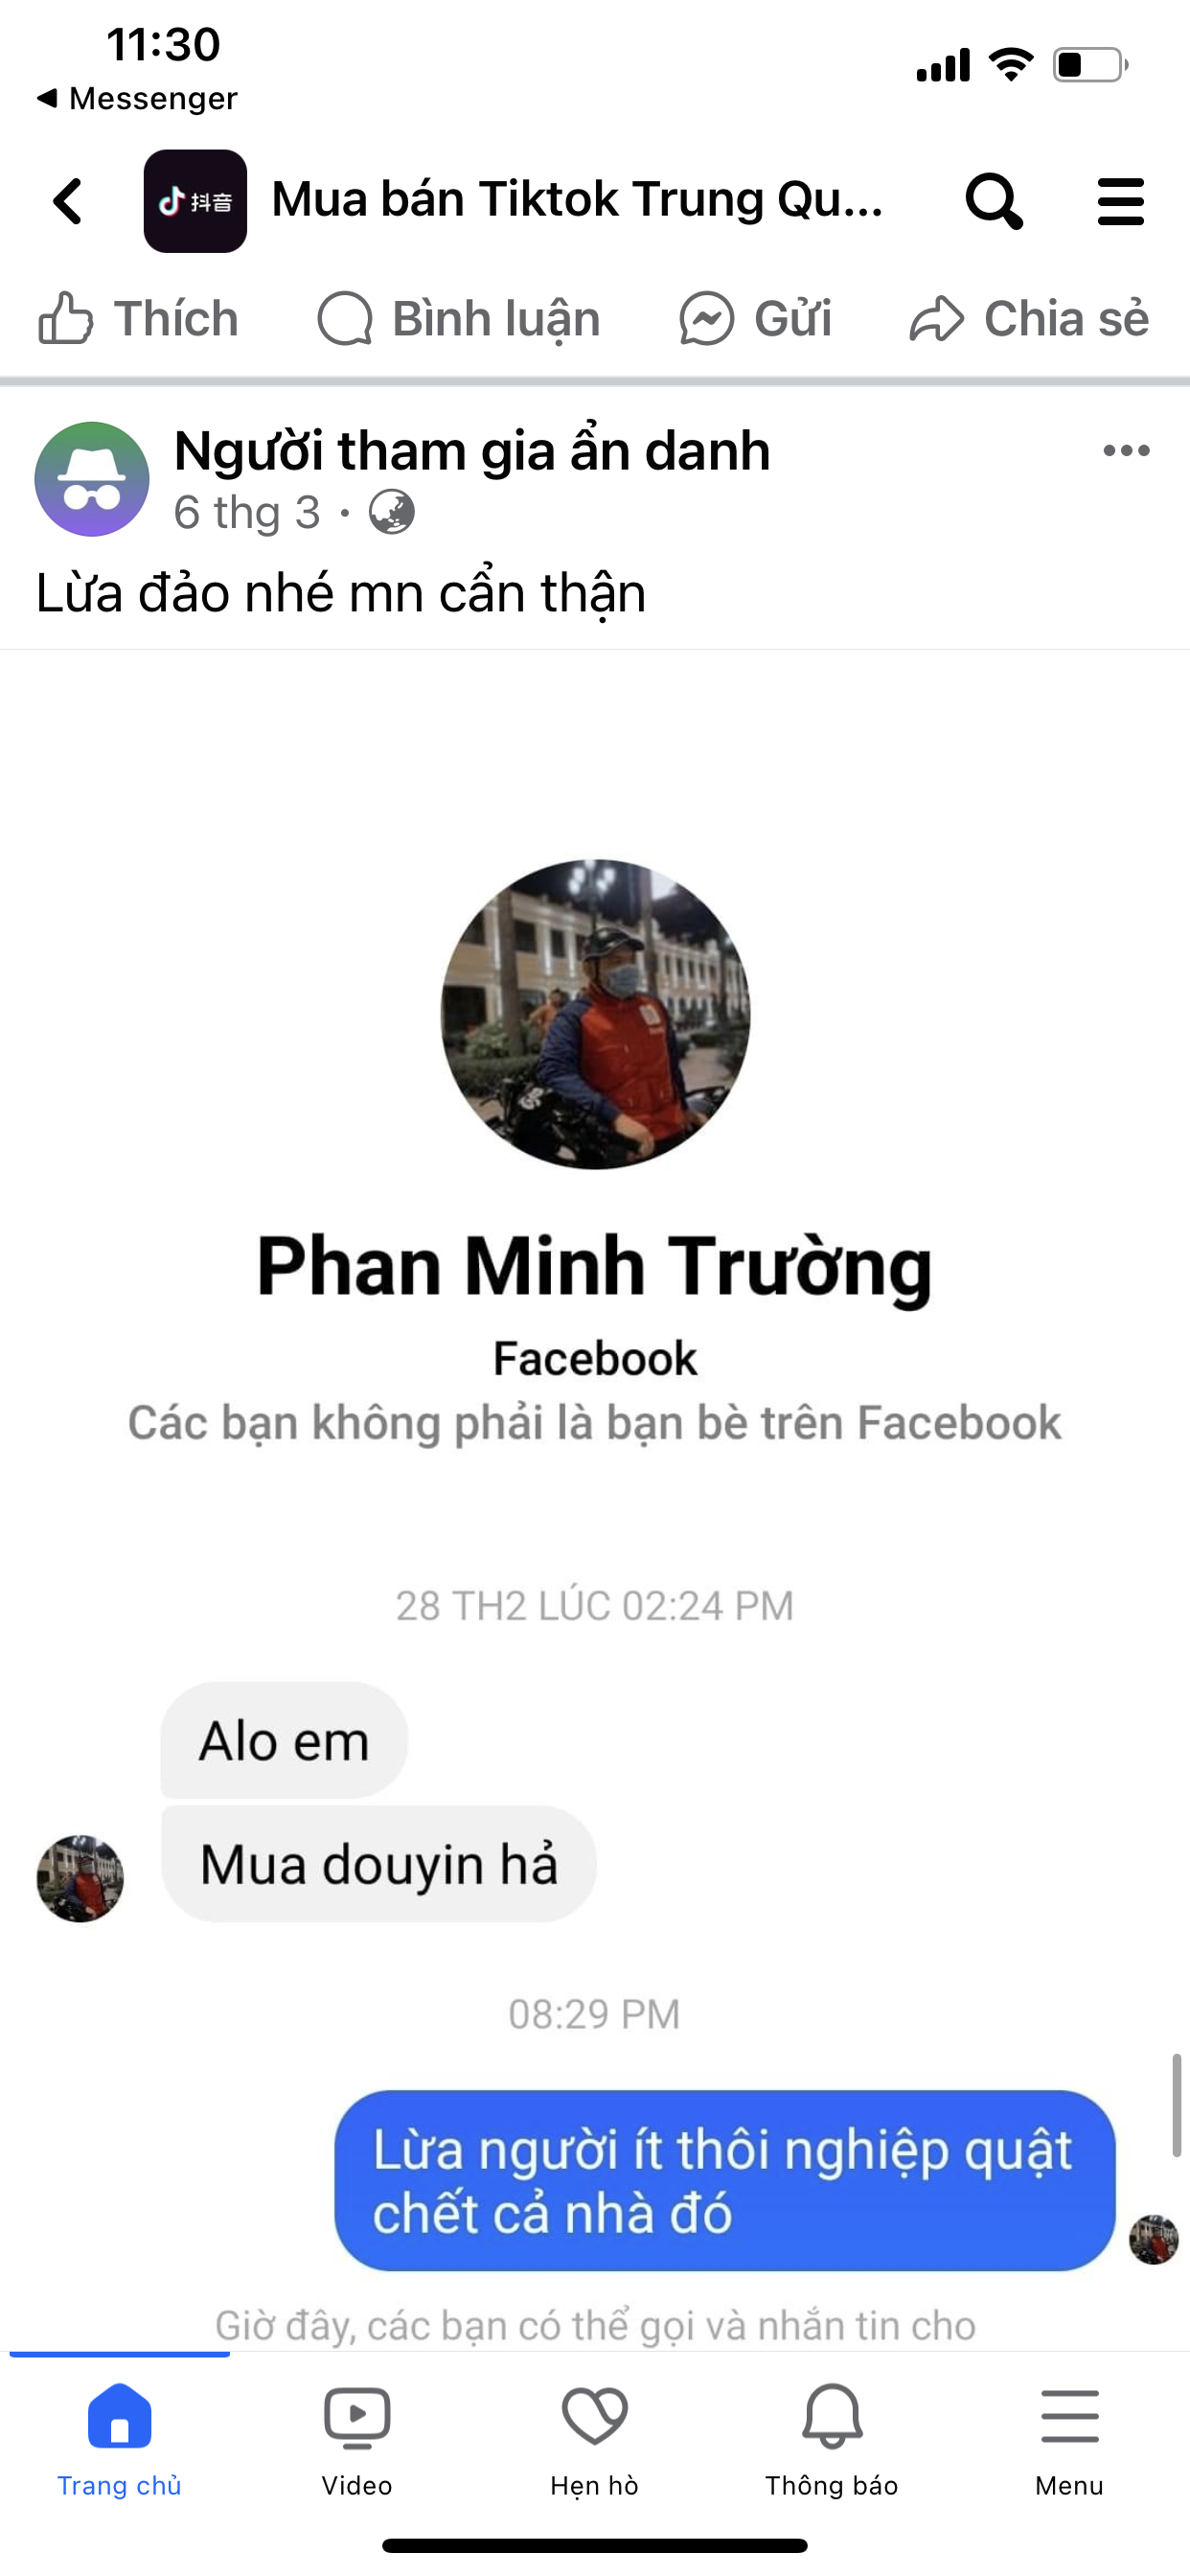 11:30
Messenger
抖音
Mua bán Tiktok Trung Qu...
Thích
Bình luận
Gửi
Chia sẻ
Người tham gia ẩn danh
6 thg 3 ·
Lừa đảo nhé mn cẩn thận
Phan Minh Trường
Facebook
Các bạn không phải là bạn bè trên Facebook
28 TH2 LÚC 02:24 PM
Alo em
Mua douyin hả
08:29 PM
Lừa người ít thôi nghiệp quật
chết cả nhà đó
Giờ đây, các bạn có thể gọi và nhắn tin cho
Trang chủ
Video
Hẹn hò
Thông báo
Menu